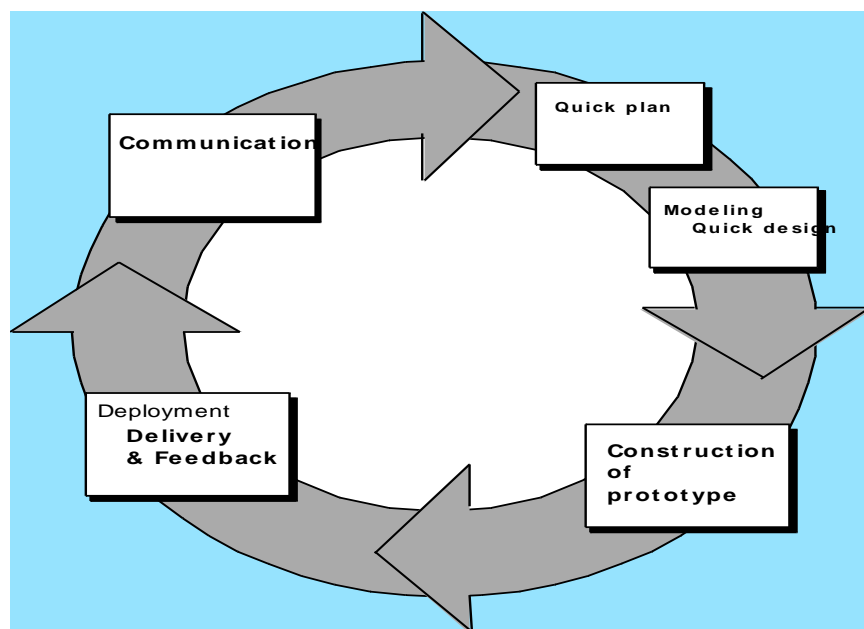 Communication
Quick plan
Modeling
Quick design
Construction
of
prototype
Deployment
Delivery
& Feedback